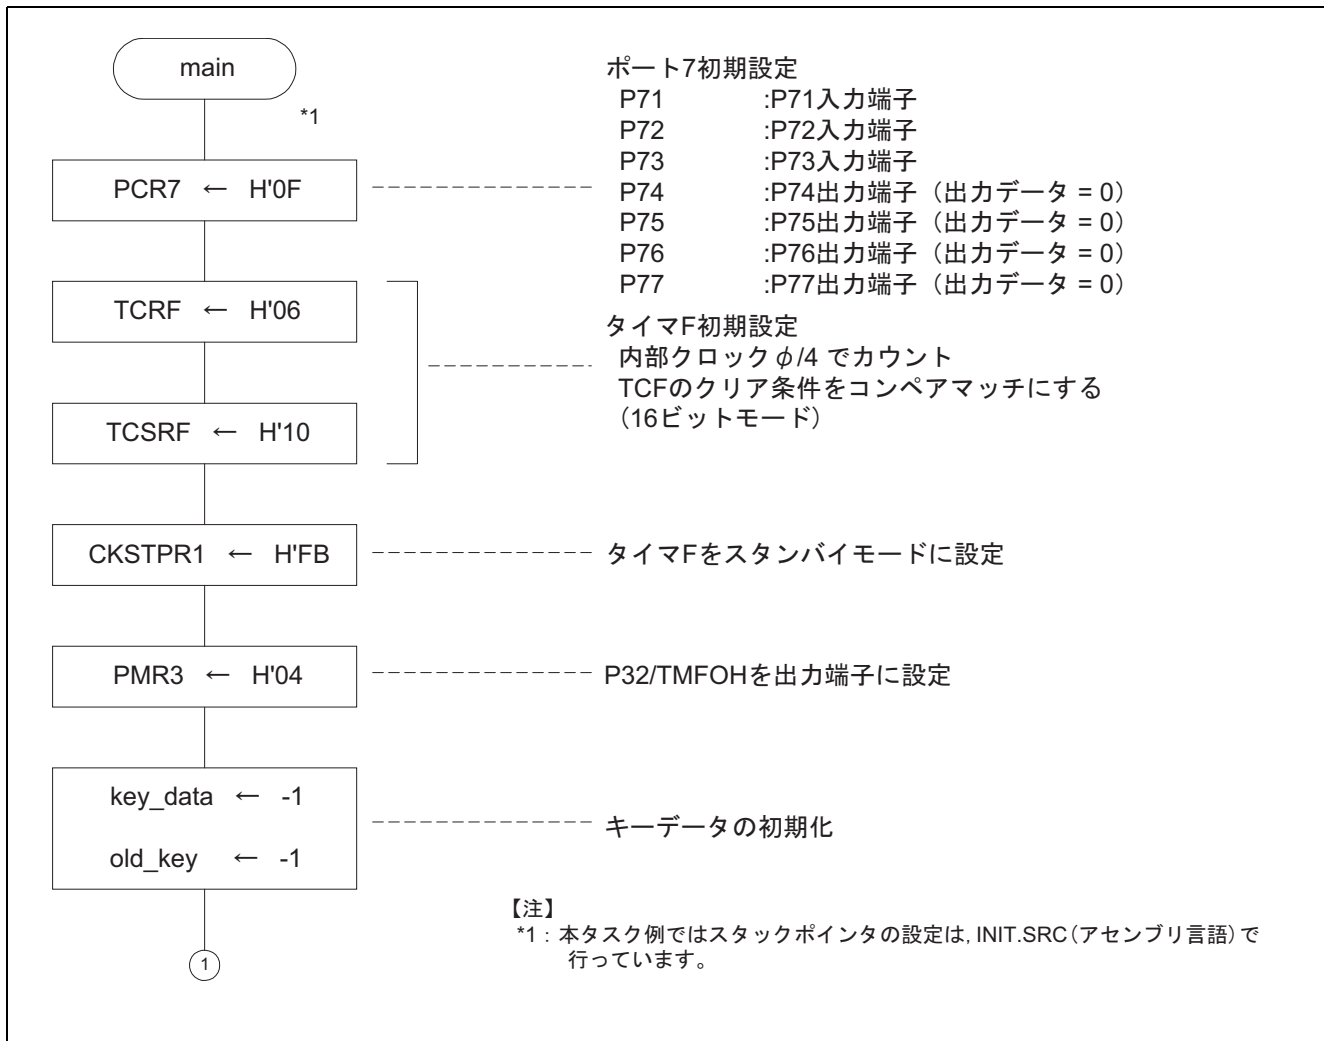 main
*1
PCR7 ← H'0F
ポート7初期設定
P71 :P71入力端子
P72 :P72入力端子
P73 :P73入力端子
P74 :P74出力端子（出力データ = 0）
P75 :P75出力端子（出力データ = 0）
P76 :P76出力端子（出力データ = 0）
P77 :P77出力端子（出力データ = 0）
TCRF ← H'06
TCSRF ← H'10
タイマF初期設定
内部クロックφ/4 でカウント
TCFのクリア条件をコンペアマッチにする
（16ビットモード）
CKSTPR1 ← H'FB
タイマFをスタンバイモードに設定
PMR3 ← H'04
P32/TMFOHを出力端子に設定
key_data ← -1
old_key ← -1
キーデータの初期化
1
【注】
*1 : 本タスク例ではスタックポインタの設定は, INIT.SRC（アセンブリ言語）で
行っています。